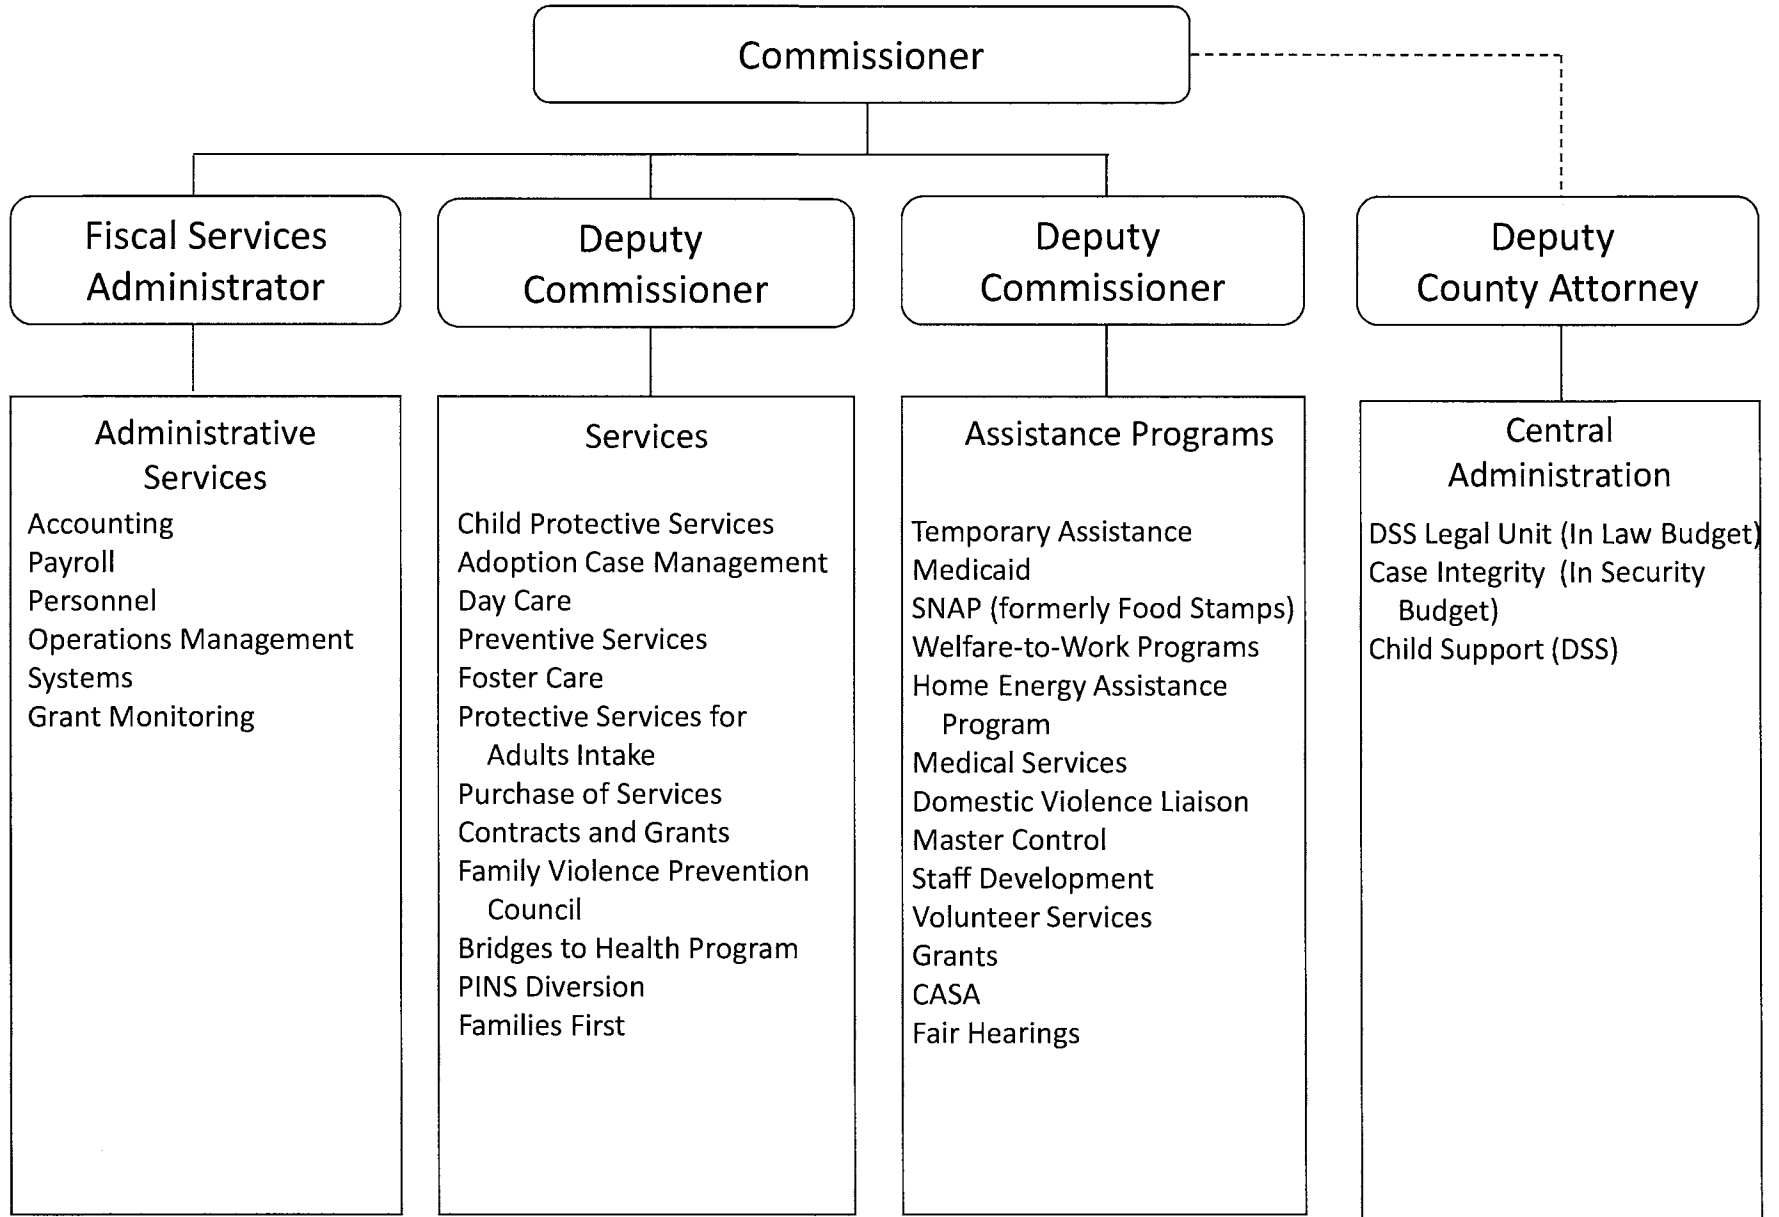 Commissioner
Fiscal Services
Administrator
Deputy
Commissioner
Deputy
Commissioner
Deputy
County Attorney
Administrative
Services
Accounting
Payroll
Personnel
Operations Management
Systems
Grant Monitoring
Services
Child Protective Services
Adoption Case Management
Day Care
Preventive Services
Foster Care
Protective Services for
Adults Intake
Purchase of Services
Contracts and Grants
Family Violence Prevention
Council
Bridges to Health Program
PINS Diversion
Families First
Assistance Programs
Temporary Assistance
Medicaid
SNAP (formerly Food Stamps)
Welfare-to-Work Programs
Home Energy Assistance
Program
Medical Services
Domestic Violence Liaison
Master Control
Staff Development
Volunteer Services
Grants
CASA
Fair Hearings
Central
Administration
DSS Legal Unit (In Law Budget)
Case Integrity (In Security
Budget)
Child Support (DSS)